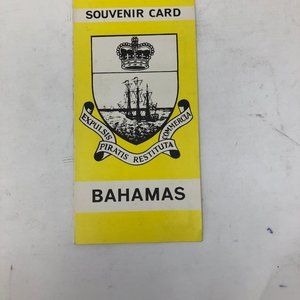 SOUVENIR CARD
EXPULSIS PIRATIS RESTITUTA COMMERCIA
BAHAMAS